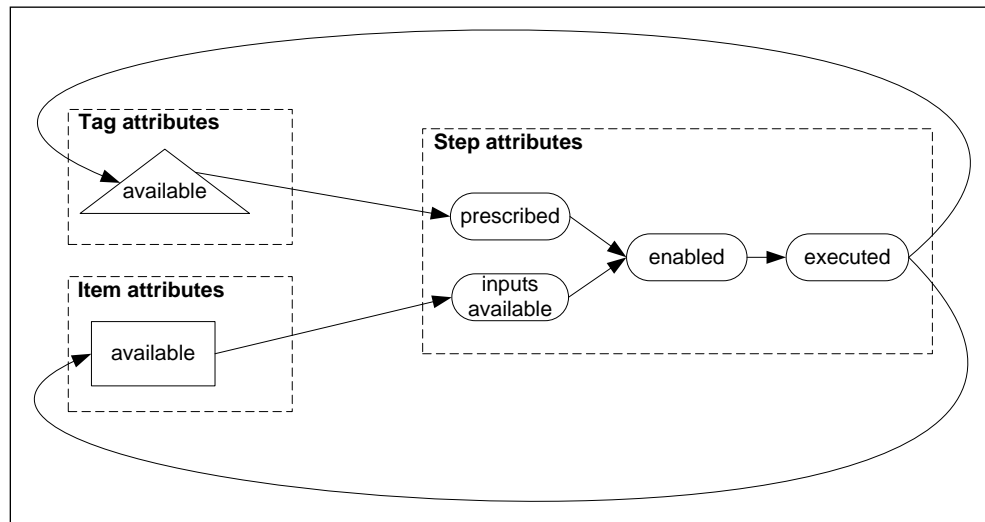 Tag attributes
available
Item attributes
available
Step attributes
prescribed
inputs
available
enabled
executed